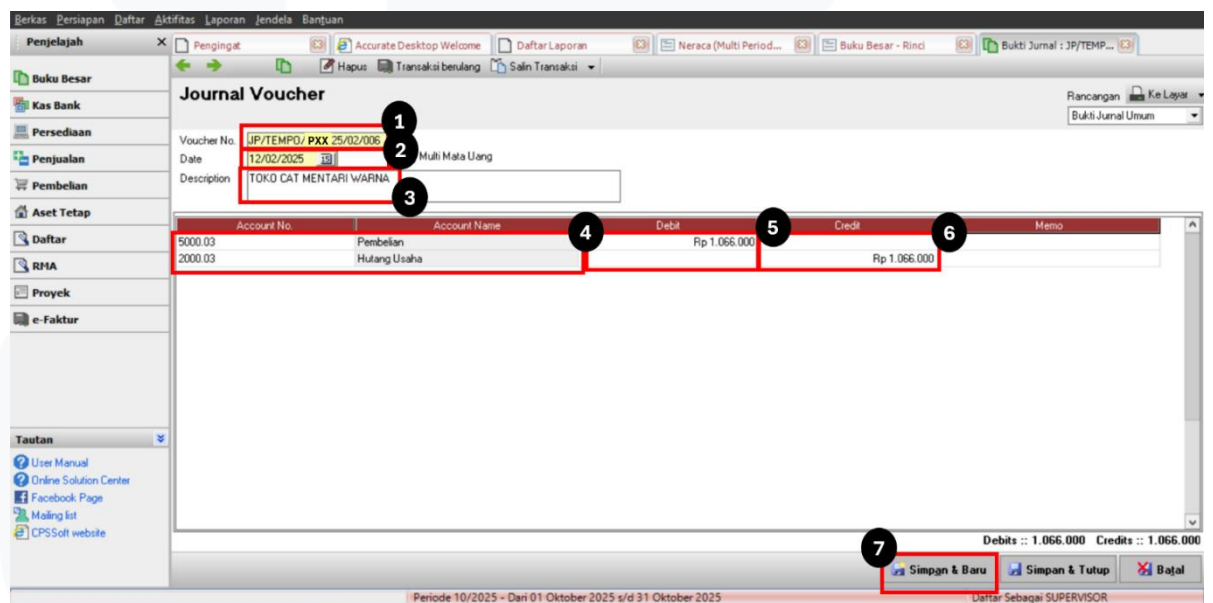 Berkas Persiapan Daftar Aktifitas Laporan Jendela Bantuan
Penjelajah X
Pengingat
Accurate Desktop Welcome
Daftar Laporan
Neraca (Multi Period...
Buku Besar - Rinci
Bukti Jurnal : JP/TEMP...
Hapus Transaksi berulang Salin Transaksi
Buku Besar
Kas Bank
Persediaan
Penjualan
Pembelian
Aset Tetap
Daftar
RMA
Proyek
e-Faktur
Tautan
User Manual
Online Solution Center
Facebook Page
Mailing list
CPSSoft website
Journal Voucher
Rancangan Ke Layar
Bukti Jurnal Umum
1
Voucher No. JP/TEMPO/ PXX 25/02/006
2
Date 12/02/2025 15 Multi Mata Uang
Description TOKO CAT MENTARI WARNA
3
Account No. Account Name Debit Credit Memo
4 5 6
5000.03 Pembelian Rp 1.066.000
2000.03 Hutang Usaha Rp 1.066.000
Debits :: 1.066.000 Credits :: 1.066.000
7
Simpan & Baru Simpan & Tutup Batal
Periode 10/2025 - Dari 01 Oktober 2025 s/d 31 Oktober 2025 Daftar Sebagai SUPERVISOR